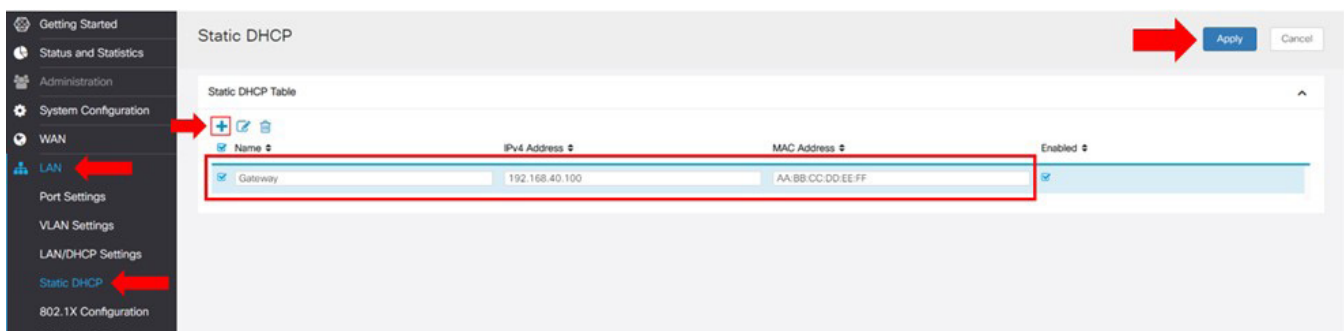 Getting Started
Status and Statistics
Administration
System Configuration
WAN
LAN
Port Settings
VLAN Settings
LAN/DHCP Settings
Static DHCP
802.1X Configuration
Static DHCP
Apply Cancel
Static DHCP Table
Name IPv4 Address MAC Address Enabled
Gateway 192.168.40.100 AA:BB:CC:DD:EE:FF